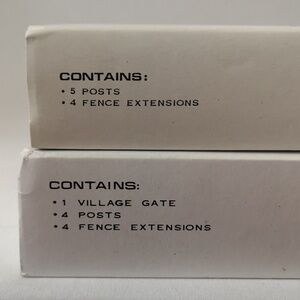 CONTAINS:
• 5 POSTS
• 4 FENCE EXTENSIONS
CONTAINS:
• 1 VILLAGE GATE
• 4 POSTS
• 4 FENCE EXTENSIONS